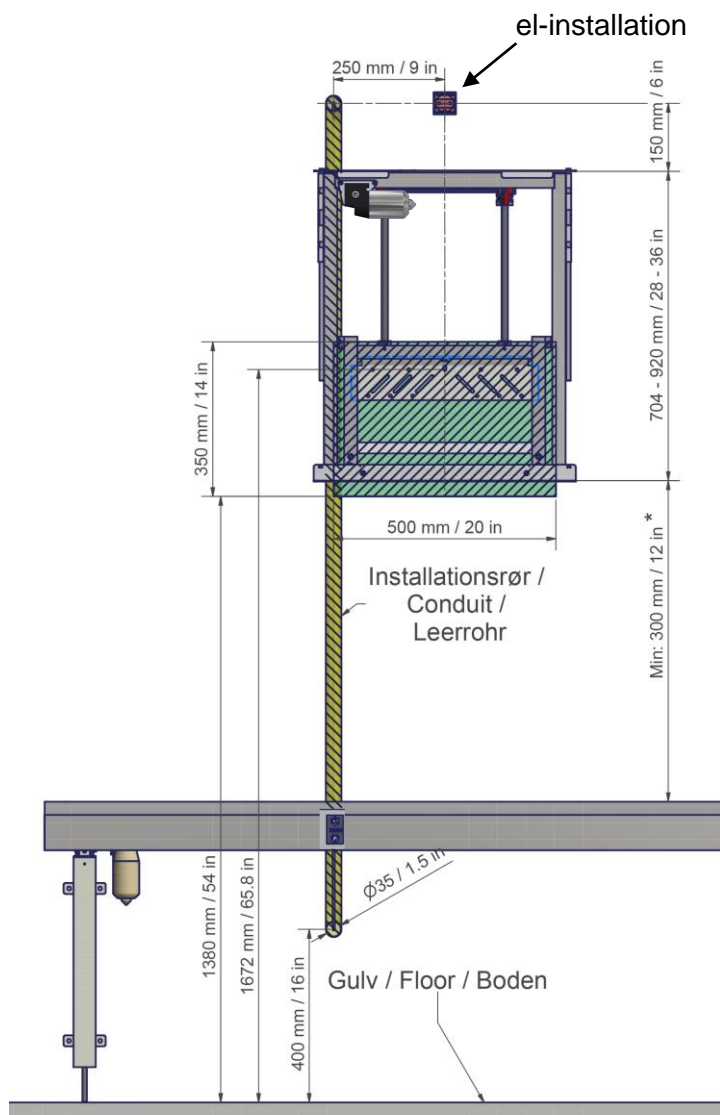 el-installation
250 mm / 9 in
150 mm / 6 in
704 - 920 mm / 28 - 36 in
350 mm / 14 in
500 mm / 20 in
Installationsrør /
Conduit /
Leerrohr
Min: 300 mm / 12 in *
Ø35 / 1.5 in
1380 mm / 54 in
1672 mm / 65.8 in
400 mm / 16 in
Gulv / Floor / Boden